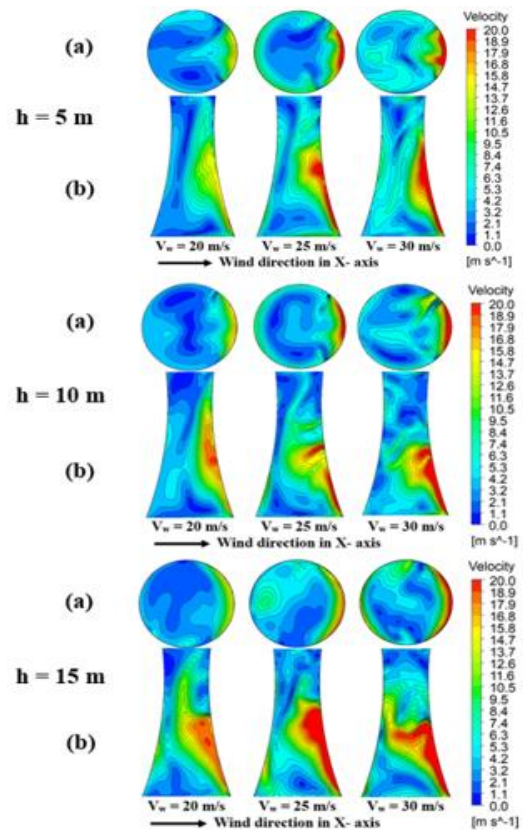 Velocity
(a)
20.0
18.9
17.9
16.8
15.8
14.7
13.7
12.6
11.6
10.5
9.5
8.4
7.4
6.3
5.3
4.2
3.2
2.1
1.1
0.0
[m s^-1]
h = 5 m
(b)
V_w = 20 m/s V_w = 25 m/s V_w = 30 m/s
Wind direction in X- axis
Velocity
(a)
20.0
18.9
17.9
16.8
15.8
14.7
13.7
12.6
11.6
10.5
9.5
8.4
7.4
6.3
5.3
4.2
3.2
2.1
1.1
0.0
[m s^-1]
h = 10 m
(b)
V_w = 20 m/s V_w = 25 m/s V_w = 30 m/s
Wind direction in X- axis
Velocity
(a)
20.0
18.9
17.9
16.8
15.8
14.7
13.7
12.6
11.6
10.5
9.5
8.4
7.4
6.3
5.3
4.2
3.2
2.1
1.1
0.0
[m s^-1]
h = 15 m
(b)
V_w = 20 m/s V_w = 25 m/s V_w = 30 m/s
Wind direction in X- axis